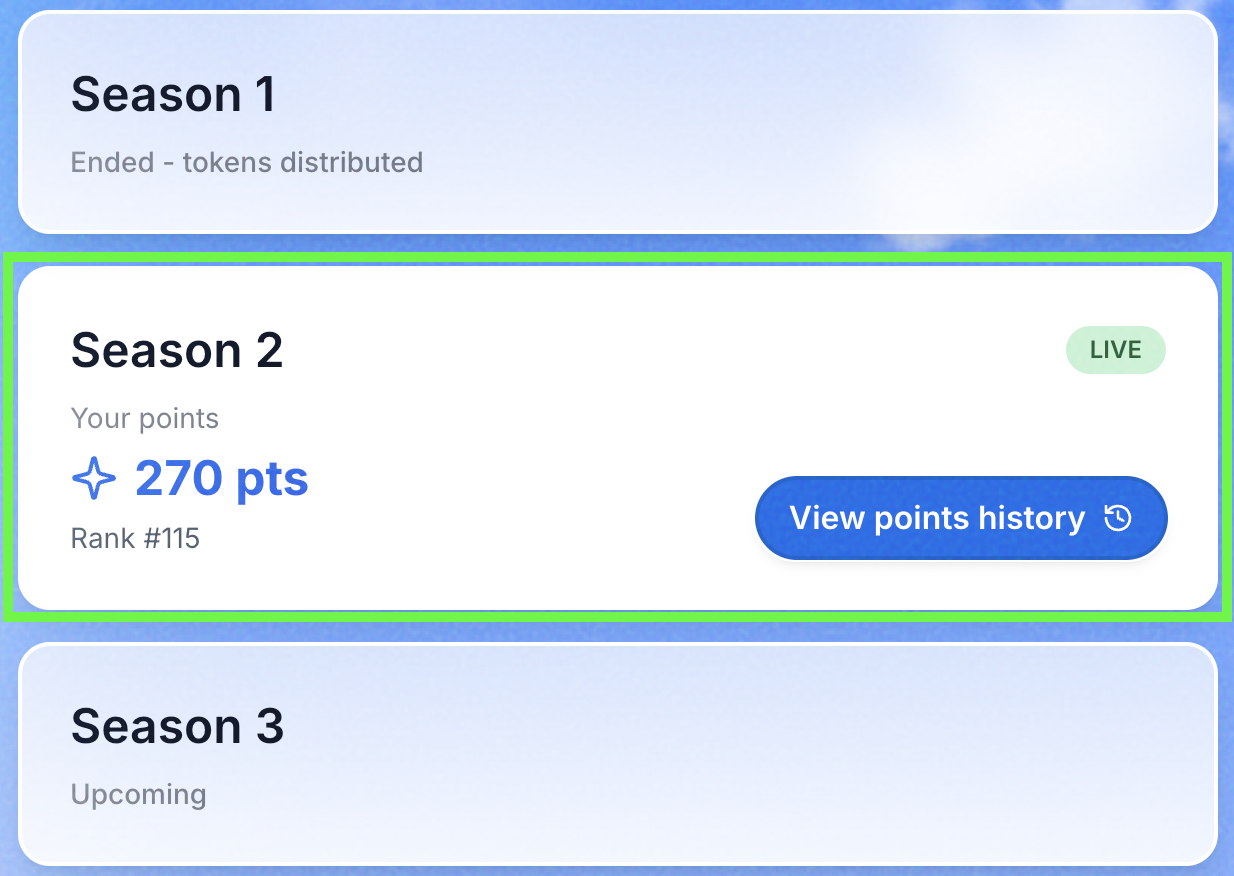 Season 1
Ended - tokens distributed
Season 2
LIVE
Your points
270 pts
Rank #115
View points history
Season 3
Upcoming